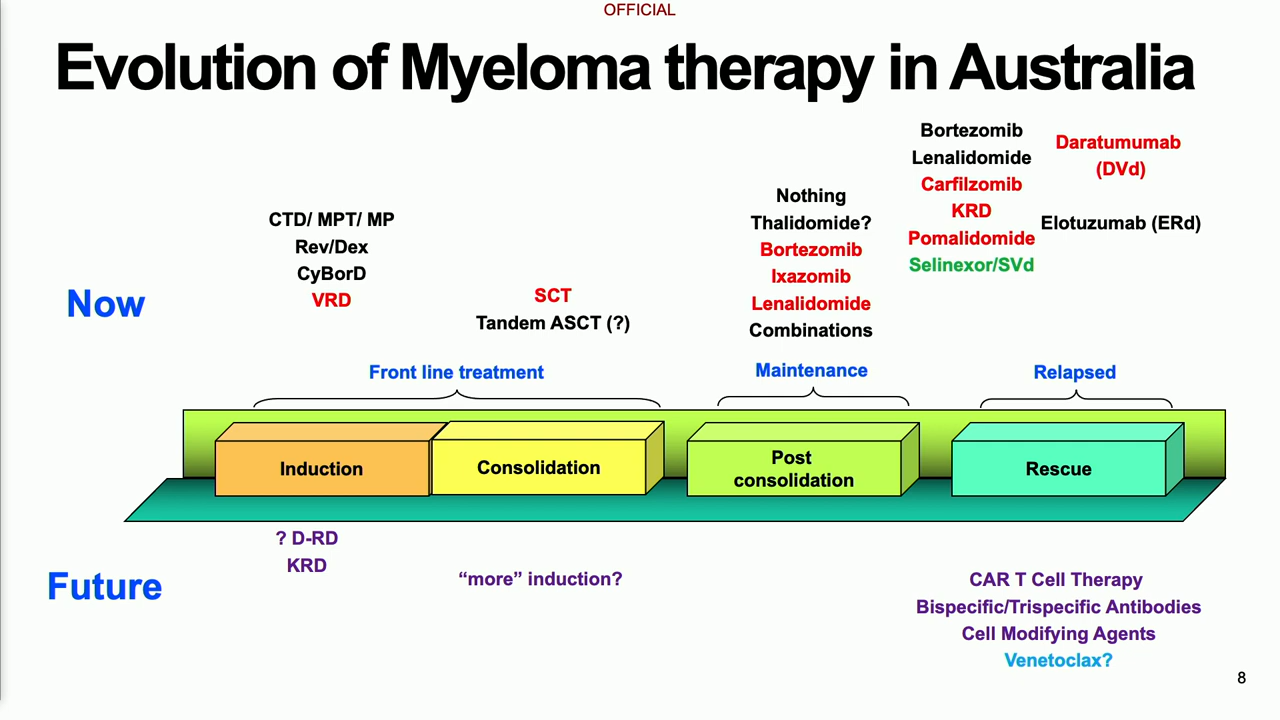 OFFICIAL
Evolution of Myeloma therapy in Australia
Now
CTD/ MPT/ MP
Rev/Dex
CyBorD
VRD
SCT
Tandem ASCT (?)
Nothing
Thalidomide?
Bortezomib
Ixazomib
Lenalidomide
Combinations
Bortezomib
Lenalidomide
Carfilzomib
KRD
Pomalidomide
Selinexor/SVd
Daratumumab
(DVd)
Elotuzumab (ERd)
Front line treatment
Maintenance
Relapsed
Induction
Consolidation
Post
consolidation
Rescue
Future
? D-RD
KRD
“more” induction?
CAR T Cell Therapy
Bispecific/Trispecific Antibodies
Cell Modifying Agents
Venetoclax?
8